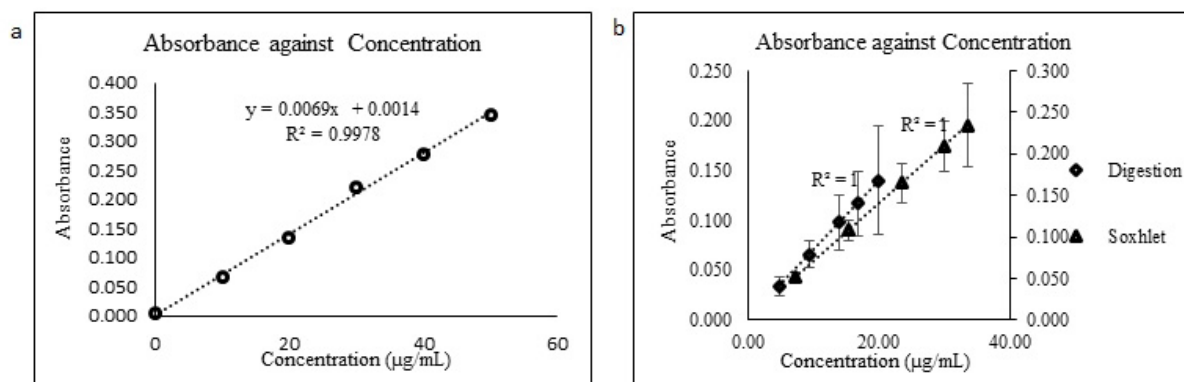 a
Absorbance against Concentration
Absorbance
0.400
0.350
0.300
0.250
0.200
0.150
0.100
0.050
0.000
y = 0.0069x + 0.0014
R² = 0.9978
0 20 40 60
Concentration (µg/mL)
b
Absorbance against Concentration
Absorbance
0.250
0.200
0.150
0.100
0.050
0.000
R² = 1
R² = 1
0.300
0.250
0.200
0.150
0.100
0.050
0.000
0.00 20.00 40.00
Concentration (µg/mL)
Digestion
Soxhlet